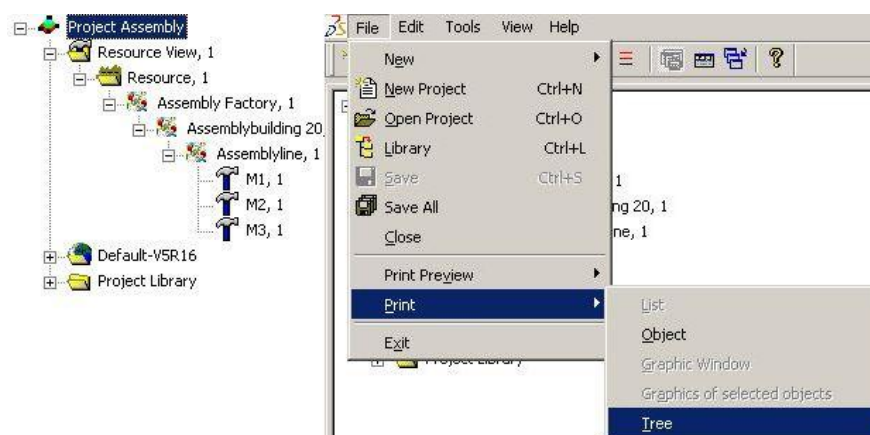 Project Assembly
Resource View, 1
Resource, 1
Assembly Factory, 1
Assemblybuilding 20,
Assemblyline, 1
M1, 1
M2, 1
M3, 1
Default-V5R16
Project Library
File Edit Tools View Help
New
New Project Ctrl+N
Open Project Ctrl+O
Library Ctrl+L
Save Ctrl+S
Save All
Close
Print Preview
Print
Exit
1
ng 20, 1
ne, 1
Project Library
List
Object
Graphic Window
Graphics of selected objects
Tree